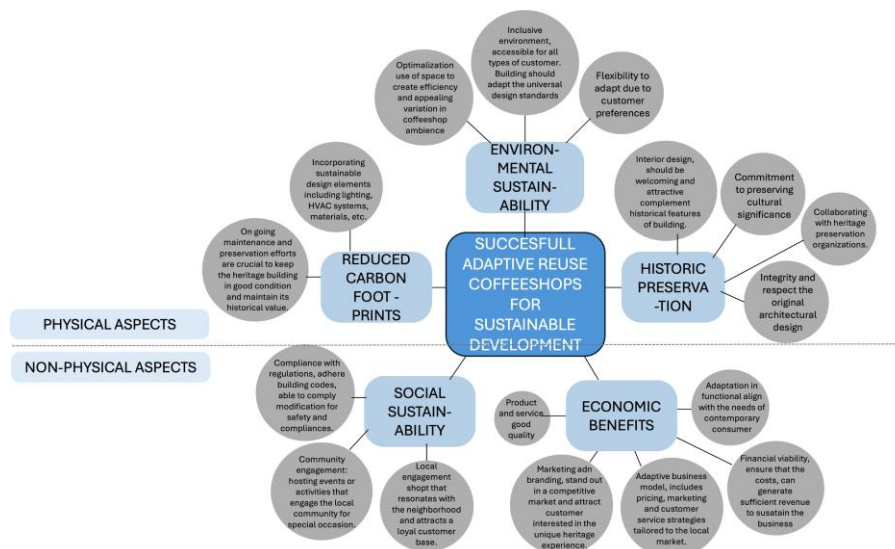 Inclusive
environment,
accessible for all
types of customer.
Building should
adapt the universal
design standards
Optimalization
use of space to
create efficiency
and appealing
variation in
coffeeshop
ambience
Flexibility to
adapt due to
customer
preferences
ENVIRON-
MENTAL
SUSTAIN-
ABILITY
Incorporating
sustainable
design elements
including lighting,
HVAC systems,
materials, etc.
On going
maintenance and
preservation efforts
are crucial to keep
the heritage building
in good condition
and maintain its
historical value.
REDUCED
CARBON
FOOT -
PRINTS
SUCCESFULL
ADAPTIVE REUSE
COFFEESHOPS
FOR
SUSTAINABLE
DEVELOPMENT
Interior design,
should be
welcoming and
attractive
complement
historical features
of building.
Commitment
to preserving
cultural
significance
Collaborating
with heritage
preservation
organizations.
Integrity and
respect the
original
architectural
design
HISTORIC
PRESERVA
-TION
PHYSICAL ASPECTS
NON-PHYSICAL ASPECTS
Compliance with
regulations, adhere
building codes,
able to comply
modification for
safety and
compliances.
Community
engagement:
hosting events or
activities that
engage the local
community for
special occasion.
Local
engagement
shopt that
resonates with
the neighborhood
and attracts a
loyal customer
base.
SOCIAL
SUSTAIN-
ABILITY
Product
and service
good
quality
ECONOMIC
BENEFITS
Adaptation in
functional align
with the needs of
contemporary
consumer
Marketing adn
branding, stand out
in a competitive
market and attract
customer
interested in the
unique heritage
experience.
Adaptive business
model, includes
pricing, marketing
and customer
service strategies
tailored to the
local market.
Financial viability,
ensure that the
costs, can
generate
sufficient revenue
to susutain the
business